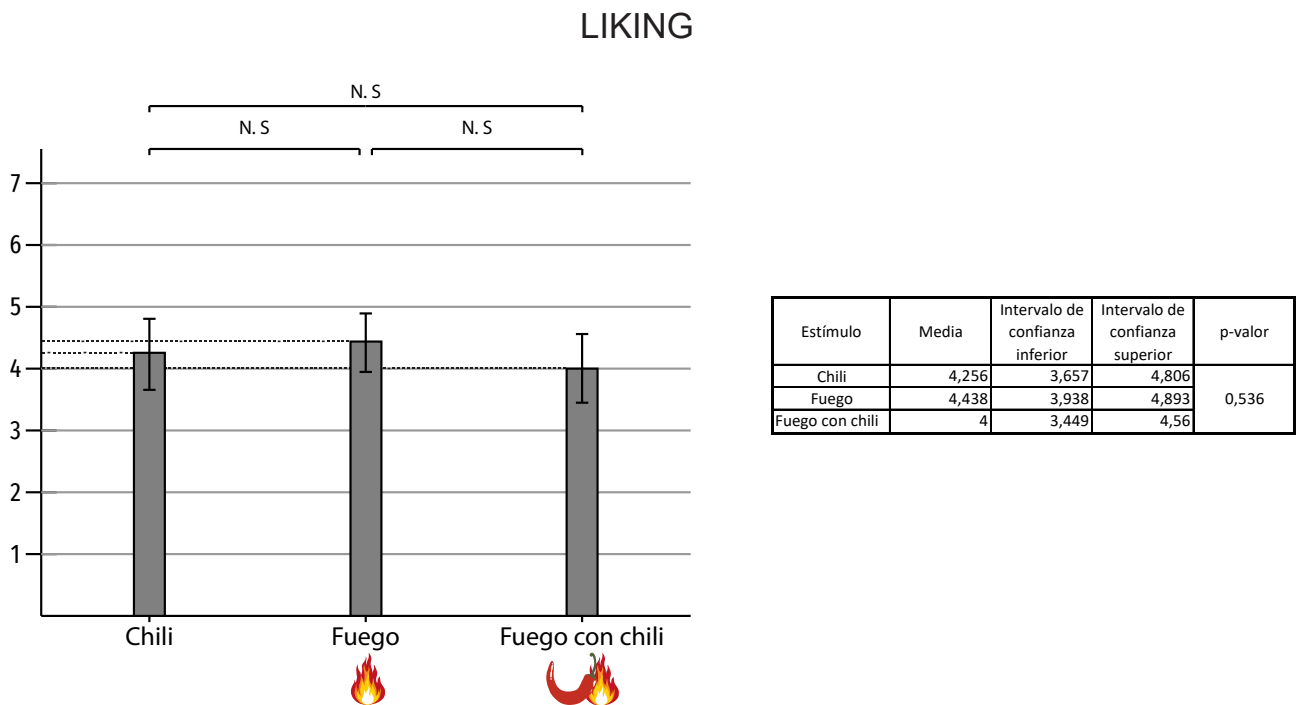 LIKING
N. S
N. S
N. S
7
6
5
4
3
2
1
Chili
Fuego
Fuego con chili
Estímulo
Media
Intervalo de
confianza
inferior
Intervalo de
confianza
superior
p-valor
Chili
4,256
3,657
4,806
Fuego
4,438
3,938
4,893
0,536
Fuego con chili
4
3,449
4,56